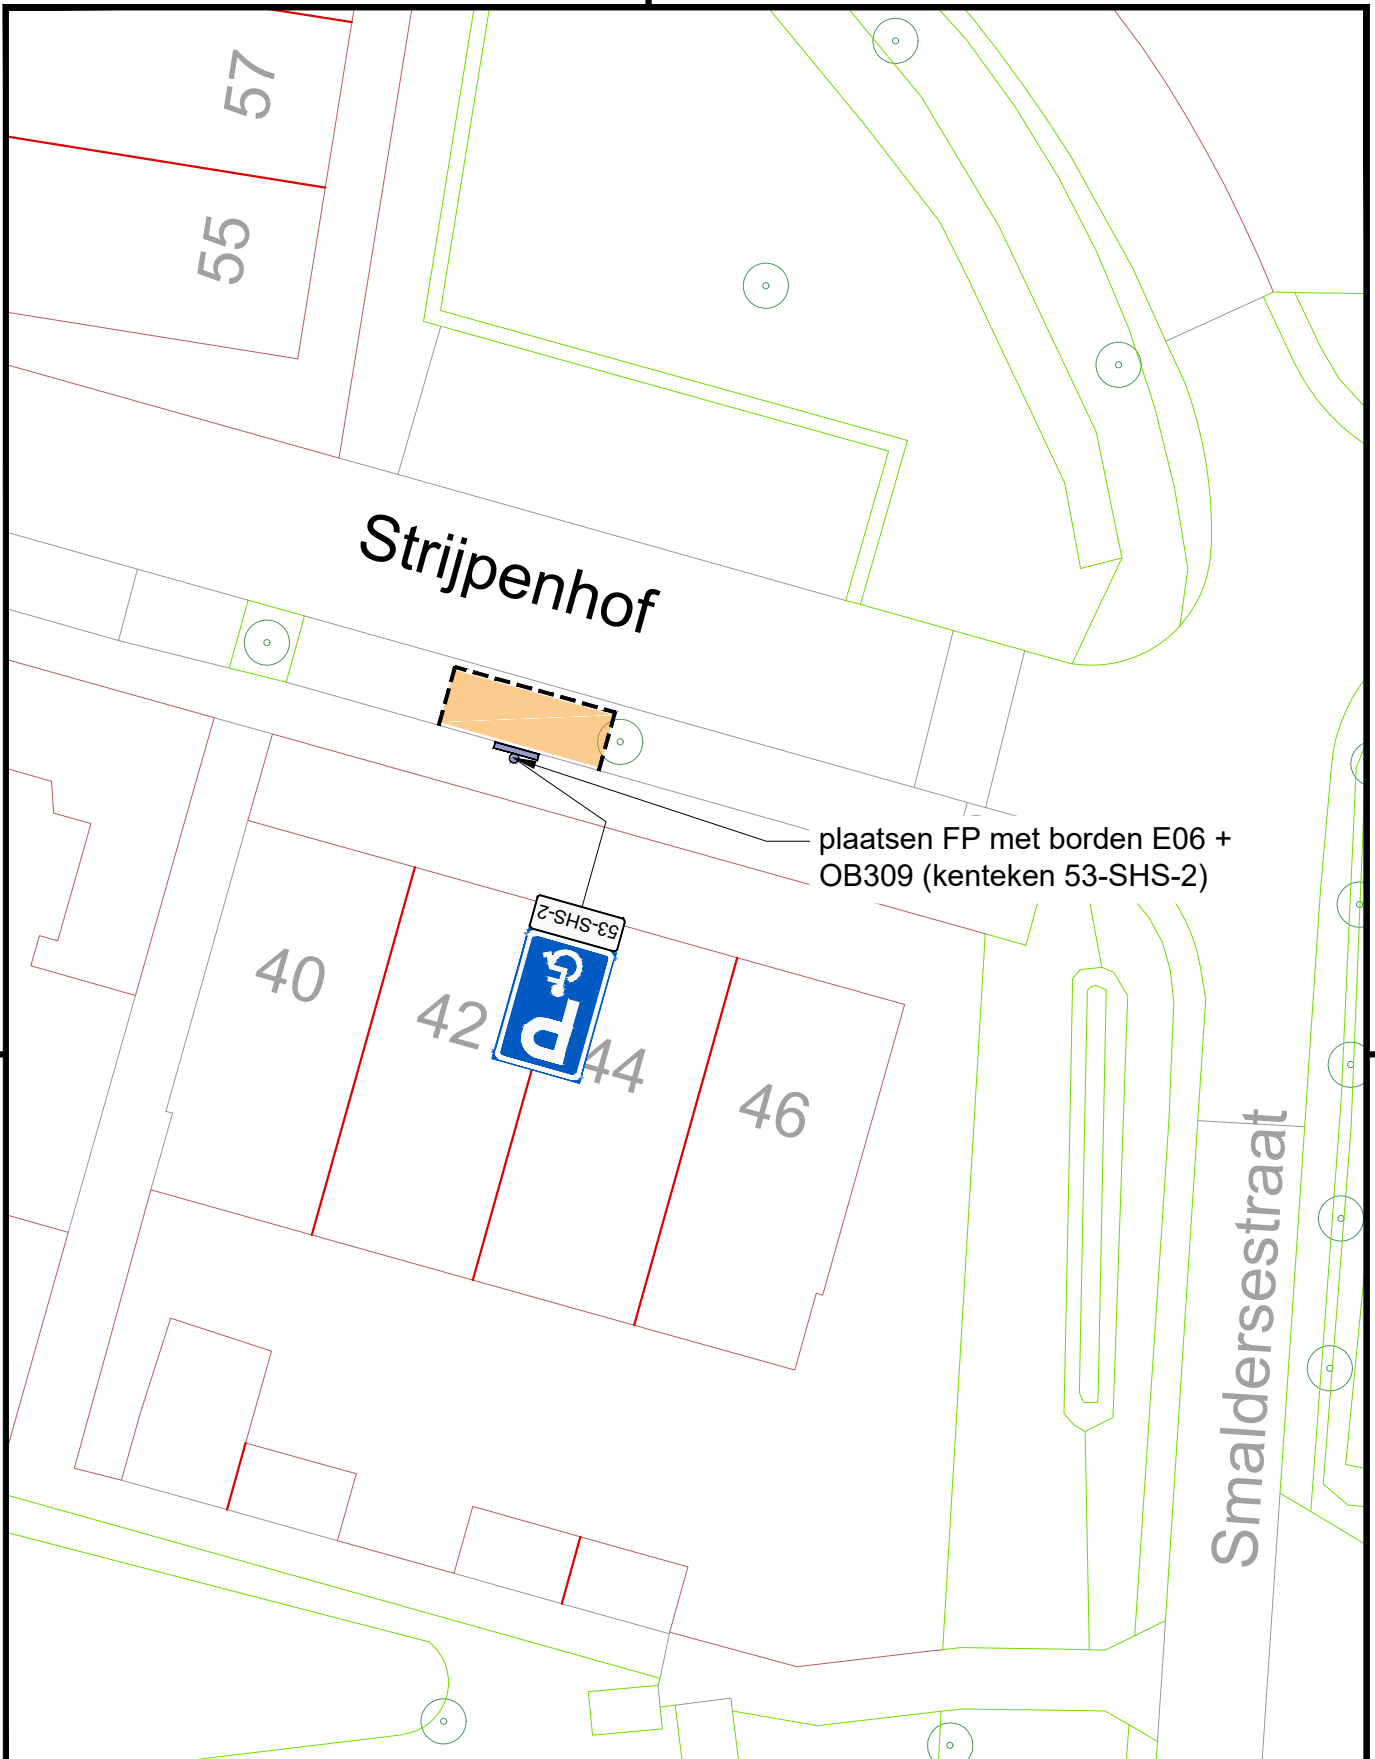 57
55
Strijpenhof
plaatsen FP met borden E06 +
OB309 (kenteken 53-SHS-2)
53-SHS-2
P
40
42
44
46
Smaldersestraat